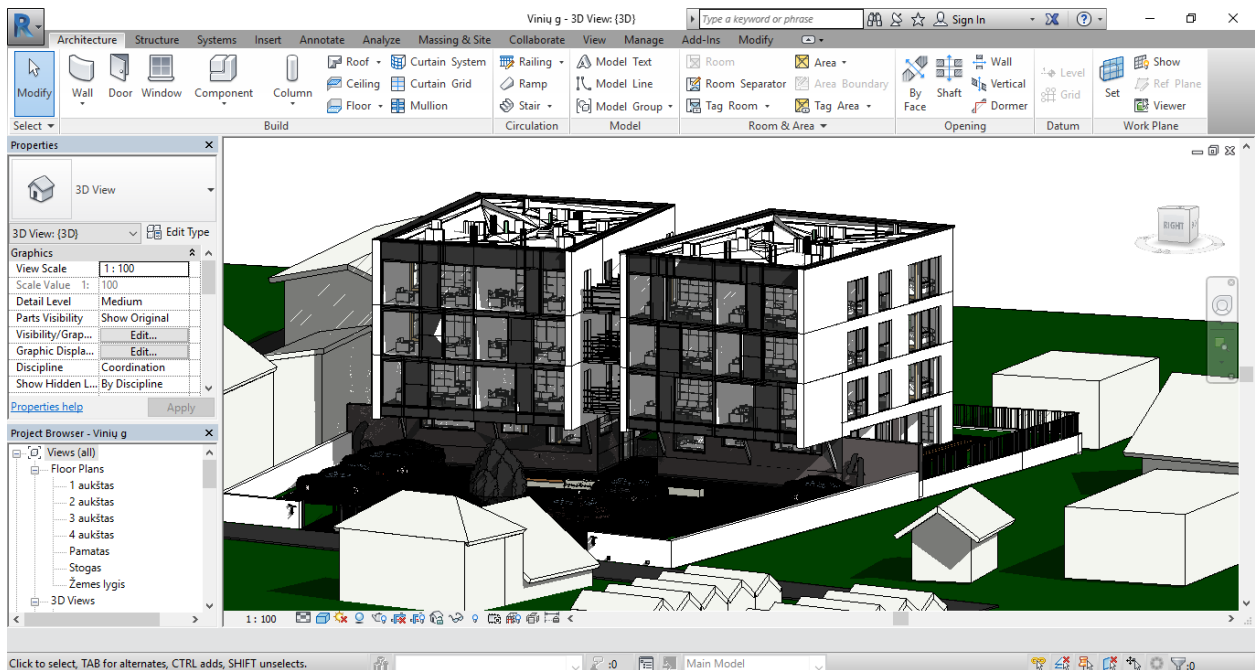 Vinių g - 3D View: {3D}
Type a keyword or phrase
Sign In
Architecture Structure Systems Insert Annotate Analyze Massing & Site Collaborate View Manage Add-Ins Modify
Modify
Wall
Door
Window
Component
Column
Roof
Ceiling
Floor
Curtain System
Curtain Grid
Mullion
Railing
Ramp
Stair
Model Text
Model Line
Model Group
Room
Room Separator
Tag Room
Area
Area Boundary
Tag Area
By Face
Shaft
Wall
Vertical
Dormer
Level
Grid
Set
Show
Ref Plane
Viewer
Select Build Circulation Model Room & Area Opening Datum Work Plane
Properties
3D View
3D View: {3D} Edit Type
Graphics
View Scale 1 : 100
Scale Value 1: 100
Detail Level Medium
Parts Visibility Show Original
Visibility/Grap... Edit...
Graphic Displa... Edit...
Discipline Coordination
Show Hidden L... By Discipline
Properties help Apply
Project Browser - Vinių g
Views (all)
Floor Plans
1 aukštas
2 aukštas
3 aukštas
4 aukštas
Pamatas
Stogas
Žemes lygis
3D Views
RIGHT
1 : 100
Click to select, TAB for alternates, CTRL adds, SHIFT unselects.
:0
Main Model
:0